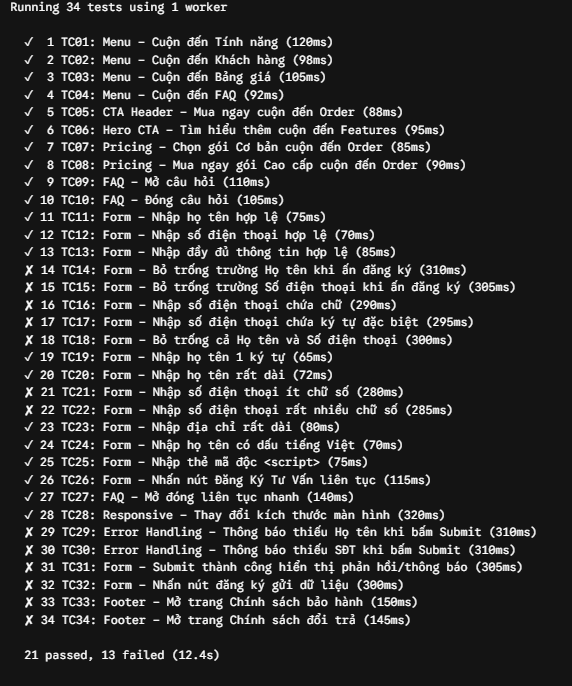 Running 34 tests using 1 worker
✓ 1 TC01: Menu – Cuộn đến Tính năng (120ms)
✓ 2 TC02: Menu – Cuộn đến Khách hàng (98ms)
✓ 3 TC03: Menu – Cuộn đến Bảng giá (105ms)
✓ 4 TC04: Menu – Cuộn đến FAQ (92ms)
✓ 5 TC05: CTA Header – Mua ngay cuộn đến Order (88ms)
✓ 6 TC06: Hero CTA – Tìm hiểu thêm cuộn đến Features (95ms)
✓ 7 TC07: Pricing – Chọn gói Cơ bản cuộn đến Order (85ms)
✓ 8 TC08: Pricing – Mua ngay gói Cao cấp cuộn đến Order (90ms)
✓ 9 TC09: FAQ – Mở câu hỏi (110ms)
✓ 10 TC10: FAQ – Đóng câu hỏi (105ms)
✓ 11 TC11: Form – Nhập họ tên hợp lệ (75ms)
✓ 12 TC12: Form – Nhập số điện thoại hợp lệ (70ms)
✓ 13 TC13: Form – Nhập đầy đủ thông tin hợp lệ (85ms)
✗ 14 TC14: Form – Bỏ trống trường Họ tên khi ấn đăng ký (310ms)
✗ 15 TC15: Form – Bỏ trống trường Số điện thoại khi ấn đăng ký (305ms)
✗ 16 TC16: Form – Nhập số điện thoại chứa chữ (290ms)
✗ 17 TC17: Form – Nhập số điện thoại chứa ký tự đặc biệt (295ms)
✗ 18 TC18: Form – Bỏ trống cả Họ tên và Số điện thoại (300ms)
✓ 19 TC19: Form – Nhập họ tên 1 ký tự (65ms)
✓ 20 TC20: Form – Nhập họ tên rất dài (72ms)
✗ 21 TC21: Form – Nhập số điện thoại ít chữ số (280ms)
✗ 22 TC22: Form – Nhập số điện thoại rất nhiều chữ số (285ms)
✓ 23 TC23: Form – Nhập địa chỉ rất dài (80ms)
✓ 24 TC24: Form – Nhập họ tên có dấu tiếng Việt (70ms)
✓ 25 TC25: Form – Nhập thẻ mã độc <script> (75ms)
✓ 26 TC26: Form – Nhấn nút Đăng Ký Tư Vấn liên tục (115ms)
✓ 27 TC27: FAQ – Mở đóng liên tục nhanh (140ms)
✓ 28 TC28: Responsive – Thay đổi kích thước màn hình (320ms)
✗ 29 TC29: Error Handling – Thông báo thiếu Họ tên khi bấm Submit (310ms)
✗ 30 TC30: Error Handling – Thông báo thiếu SĐT khi bấm Submit (310ms)
✗ 31 TC31: Form – Submit thành công hiển thị phản hồi/thông báo (305ms)
✗ 32 TC32: Form – Nhấn nút đăng ký gửi dữ liệu (300ms)
✗ 33 TC33: Footer – Mở trang Chính sách bảo hành (150ms)
✗ 34 TC34: Footer – Mở trang Chính sách đổi trả (145ms)
21 passed, 13 failed (12.4s)